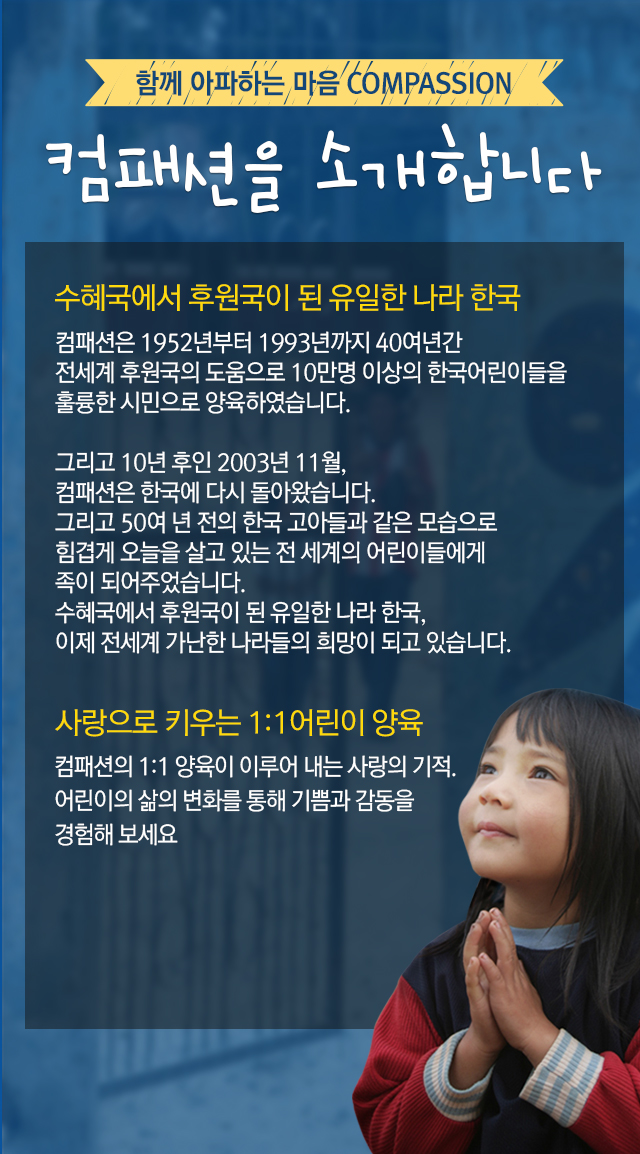 함께 아파하는 마음 COMPASSION
컴패션을 소개합니다
수혜국에서 후원국이 된 유일한 나라 한국
컴패션은 1952년부터 1993년까지 40여년간
전세계 후원국의 도움으로 10만명 이상의 한국어린이들을
훌륭한 시민으로 양육하였습니다.
그리고 10년 후인 2003년 11월,
컴패션은 한국에 다시 돌아왔습니다.
그리고 50여 년 전의 한국 고아들과 같은 모습으로
힘겹게 오늘을 살고 있는 전 세계의 어린이들에게
족이 되어주었습니다.
수혜국에서 후원국이 된 유일한 나라 한국,
이제 전세계 가난한 나라들의 희망이 되고 있습니다.
사랑으로 키우는 1:1어린이 양육
컴패션의 1:1 양육이 이루어 내는 사랑의 기적.
어린이의 삶의 변화를 통해 기쁨과 감동을
경험해 보세요